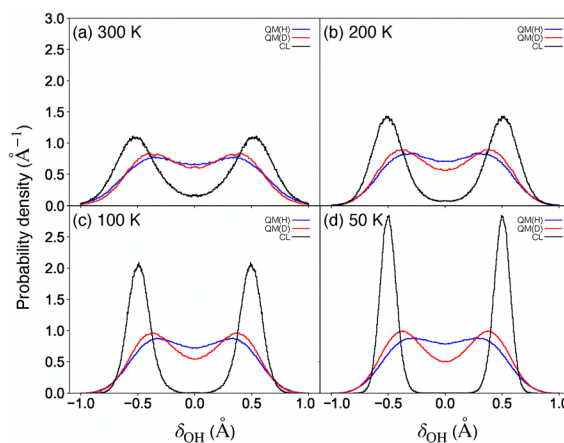 (a) 300 K
QM(H)
QM(D)
CL
(b) 200 K
QM(H)
QM(D)
CL
(c) 100 K
QM(H)
QM(D)
CL
(d) 50 K
QM(H)
QM(D)
CL
Probability density (Å⁻¹)
3.0
2.5
2.0
1.5
1.0
0.5
0.0
2.5
2.0
1.5
1.0
0.5
0.0
−1.0 −0.5 0.0 0.5 1.0
−0.5 0.0 0.5 1.0
δOH (Å)
δOH (Å)